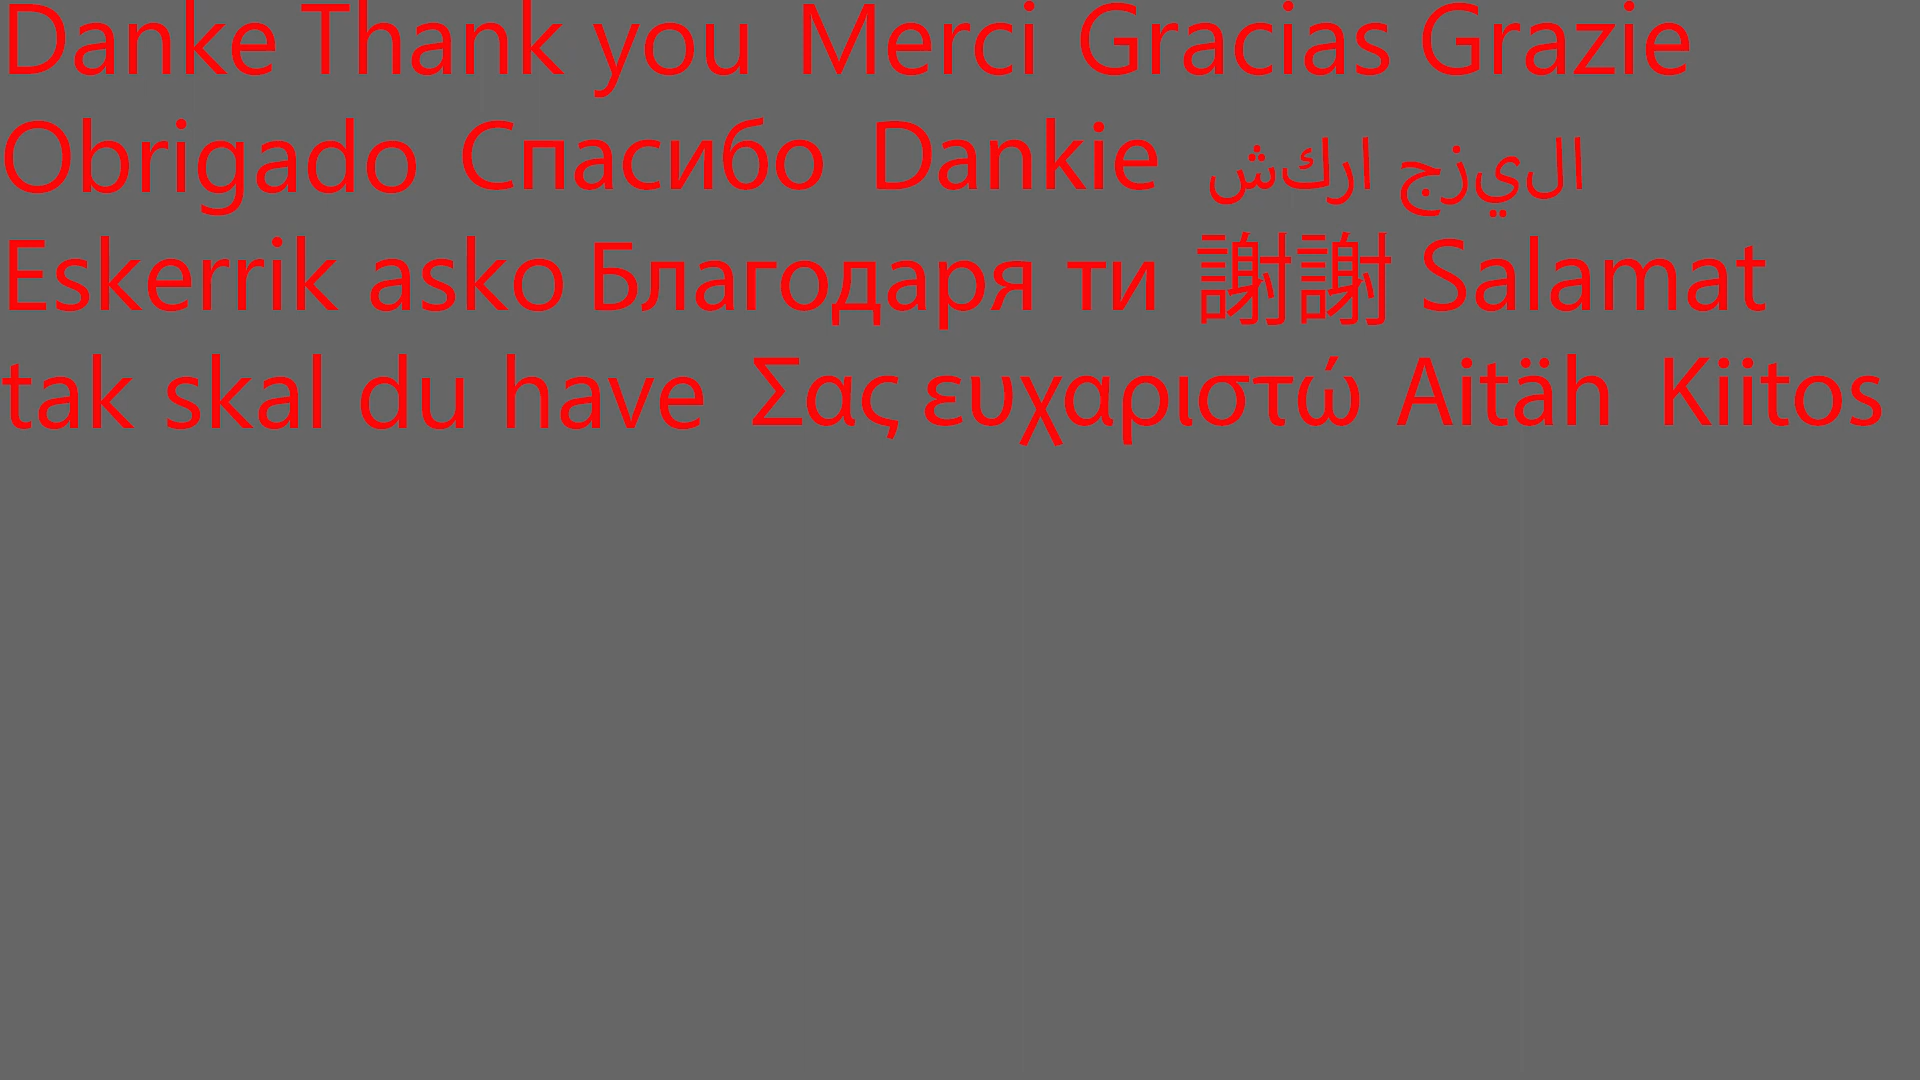 Danke Thank you Merci Gracias Grazie
Obrigado Спасибо Dankie شكرا جزيلا
Eskerrik asko Благодаря ти 謝謝 Salamat
tak skal du have Σας ευχαριστώ Aitäh Kiitos